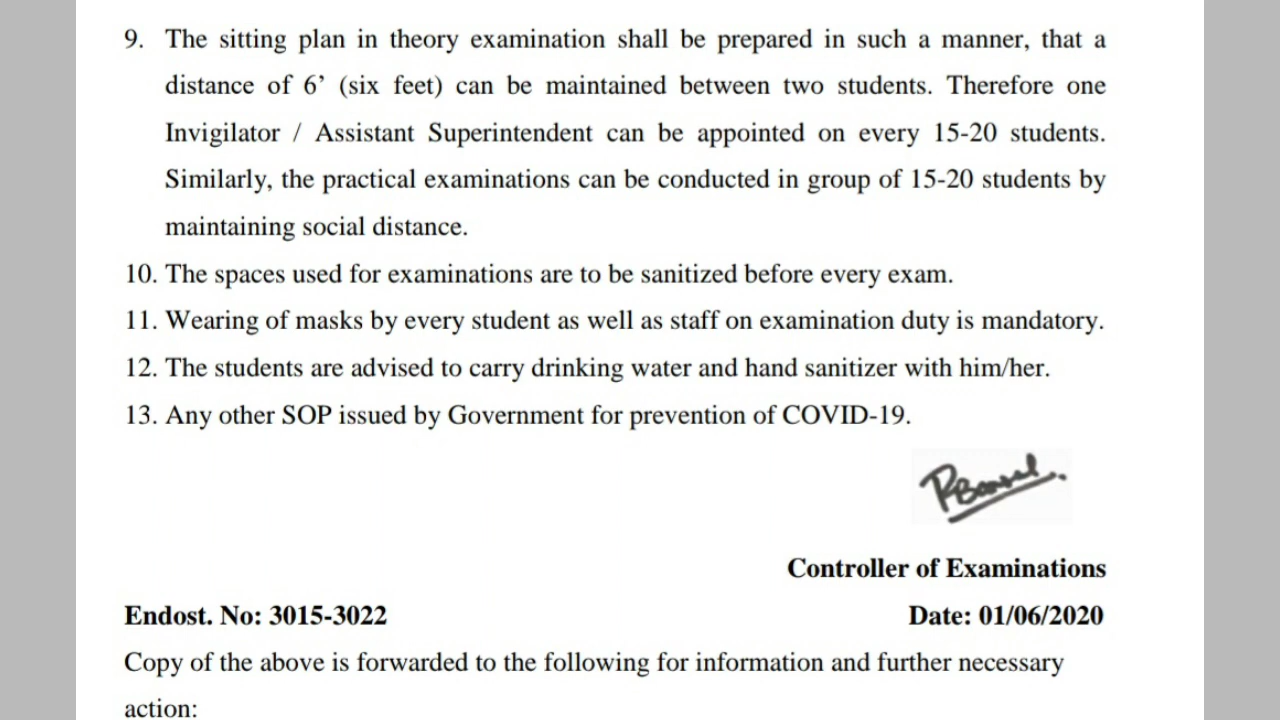 9. The sitting plan in theory examination shall be prepared in such a manner, that a
distance of 6’ (six feet) can be maintained between two students. Therefore one
Invigilator / Assistant Superintendent can be appointed on every 15-20 students.
Similarly, the practical examinations can be conducted in group of 15-20 students by
maintaining social distance.
10. The spaces used for examinations are to be sanitized before every exam.
11. Wearing of masks by every student as well as staff on examination duty is mandatory.
12. The students are advised to carry drinking water and hand sanitizer with him/her.
13. Any other SOP issued by Government for prevention of COVID-19.
Controller of Examinations
Endost. No: 3015-3022 Date: 01/06/2020
Copy of the above is forwarded to the following for information and further necessary
action: